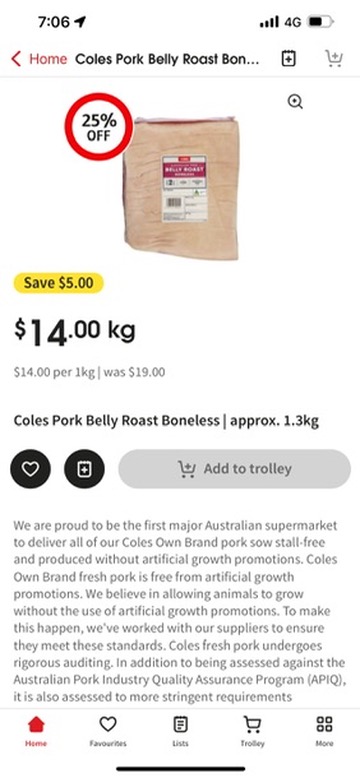 7:06
4G
Home
Coles Pork Belly Roast Bon...
25%
OFF
BELLY ROAST
BONELESS
Save $5.00
$14.00 kg
$14.00 per 1kg | was $19.00
Coles Pork Belly Roast Boneless | approx. 1.3kg
Add to trolley
We are proud to be the first major Australian supermarket
to deliver all of our Coles Own Brand pork sow stall-free
and produced without artificial growth promotions. Coles
Own Brand fresh pork is free from artificial growth
promotions. We believe in allowing animals to grow
without the use of artificial growth promotions. To make
this happen, we've worked with our suppliers to ensure
they meet these standards. Coles fresh pork undergoes
rigorous auditing. In addition to being assessed against the
Australian Pork Industry Quality Assurance Program (APIQ),
it is also assessed to more stringent requirements
Home
Favourites
Lists
Trolley
More